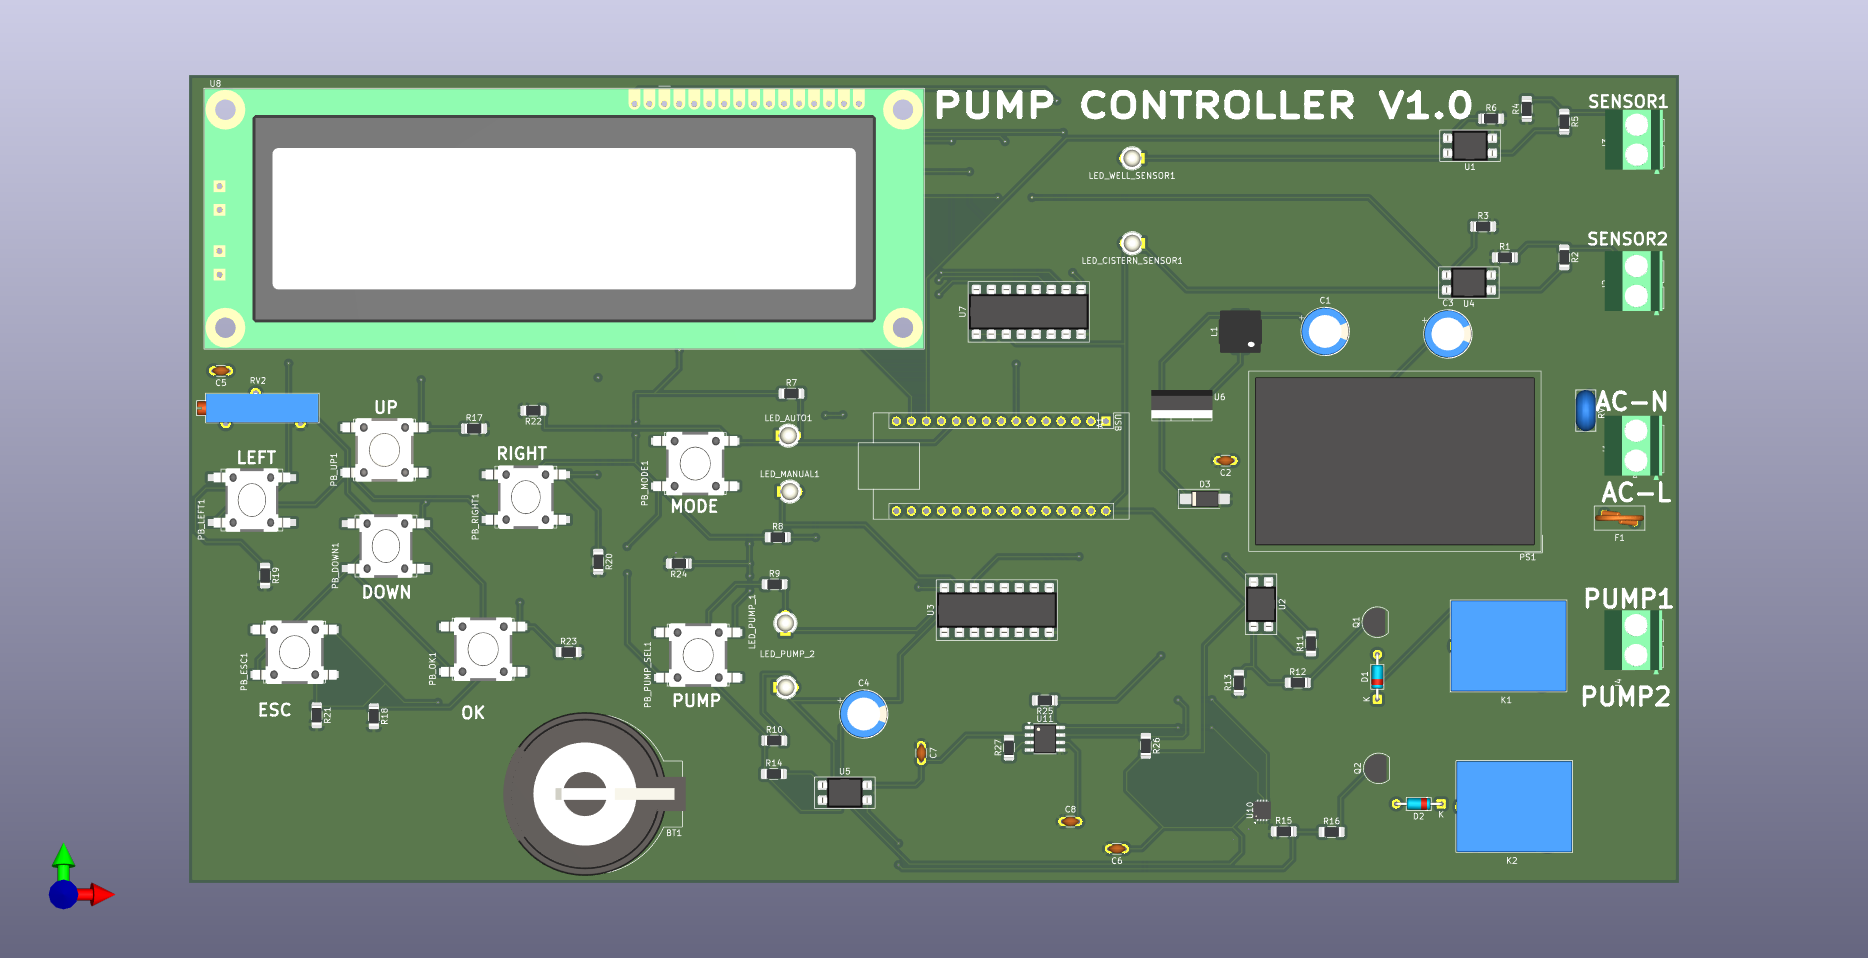 U8
PUMP CONTROLLER V1.0
SENSOR1
R6
R4
R5
U1
LED_WELL_SENSOR1
R3
SENSOR2
R1
R2
LED_CISTERN_SENSOR1
U7
C1
C3
U4
L1
C5
RV2
R7
U6
AC-N
UP
R17
R22
LED_AUTO1
USB
LEFT
RIGHT
PB_UP1
LED_MANUAL1
PB_MODE1
C2
D3
AC-L
PB_LEFT1
PB_RIGHT1
MODE
R8
F1
PB_DOWN1
R20
R24
PS1
R19
R9
DOWN
LED_PUMP_1
U3
U2
PUMP1
Q1
R11
PB_ESC1
PB_OK1
R23
PB_PUMP_SEL1
LED_PUMP_2
R13
R12
D1
K
K1
PUMP2
ESC
OK
PUMP
C4
R21
R18
R25
U11
R10
R27
R26
C7
R14
U5
Q2
C8
U10
D2
K
BT1
R15
R16
C6
K2